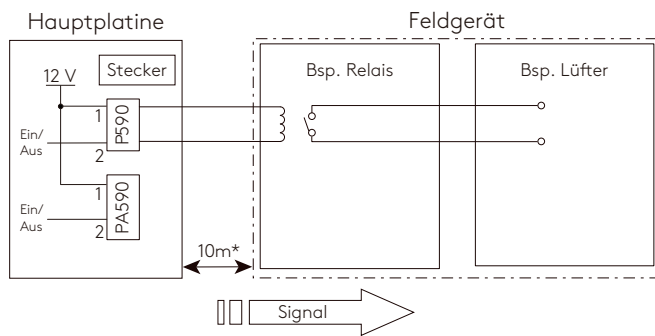 Hauptplatine
Feldgerät
12 V
Stecker
Bsp. Relais
Bsp. Lüfter
1
P590
Ein/
Aus
2
1
PA590
Ein/
Aus
2
10m*
Signal